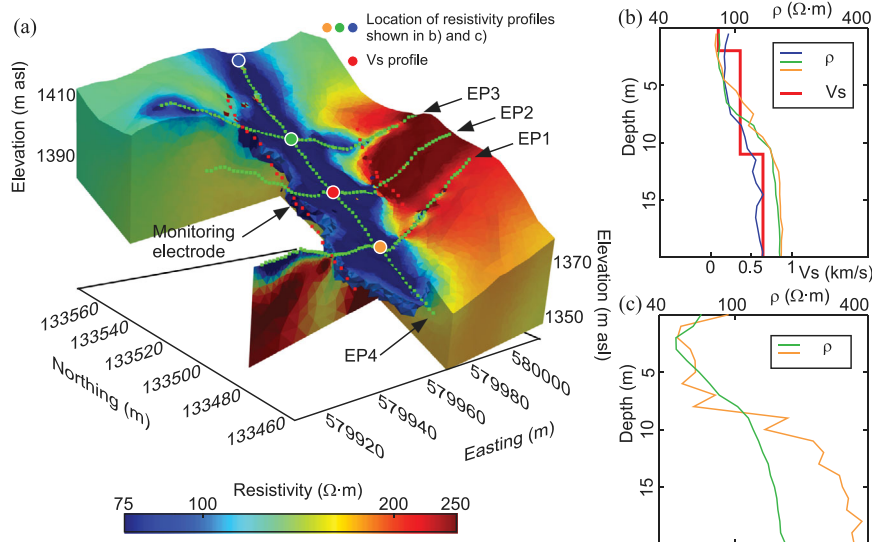 (a)
Location of resistivity profiles
shown in b) and c)
Vs profile
EP3
EP2
EP1
Elevation (m asl)
1410
1390
Monitoring
electrode
EP4
1370
1350
Elevation (m asl)
133560
133540
133520
133500
133480
133460
Northing (m)
579920
579940
579960
579980
580000
Easting (m)
Resistivity (Ω·m)
75
100
200
250
(b)
ρ (Ω·m)
40
100
400
ρ
Vs
Depth (m)
5
10
15
0
0.5
1
Vs (km/s)
(c)
ρ (Ω·m)
40
100
400
ρ
Depth (m)
5
10
15
40
100
400